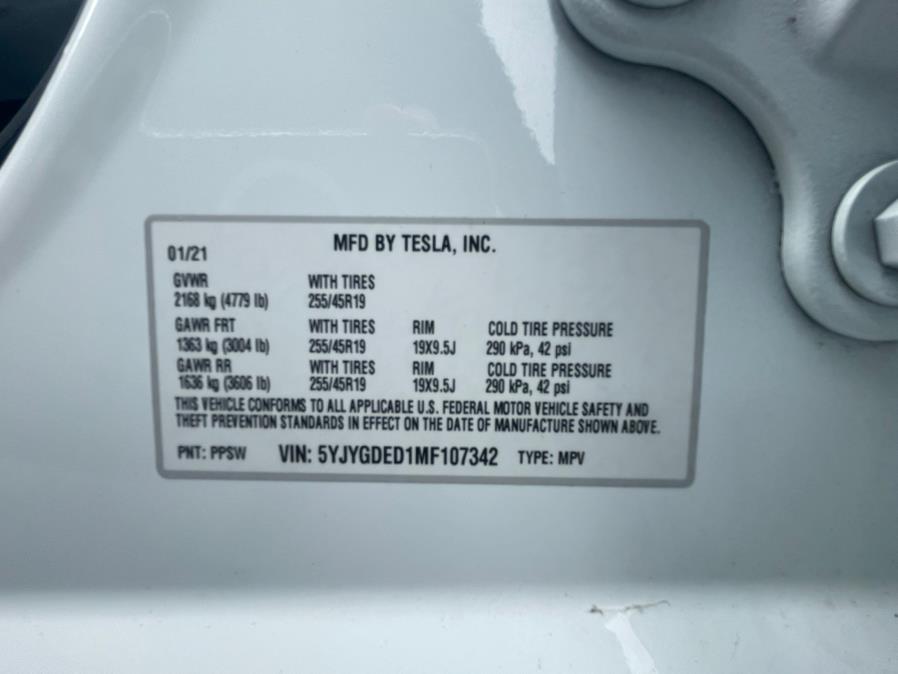 MFD BY TESLA, INC.
01/21
GVWR WITH TIRES
2168 kg (4779 lb) 255/45R19
GAWR FRT WITH TIRES RIM COLD TIRE PRESSURE
1363 kg (3004 lb) 255/45R19 19X9.5J 290 kPa, 42 psi
GAWR RR WITH TIRES RIM COLD TIRE PRESSURE
1636 kg (3606 lb) 255/45R19 19X9.5J 290 kPa, 42 psi
THIS VEHICLE CONFORMS TO ALL APPLICABLE U.S. FEDERAL MOTOR VEHICLE SAFETY AND
THEFT PREVENTION STANDARDS IN EFFECT ON THE DATE OF MANUFACTURE SHOWN ABOVE.
PNT: PPSW VIN: 5YJYGDED1MF107342 TYPE: MPV